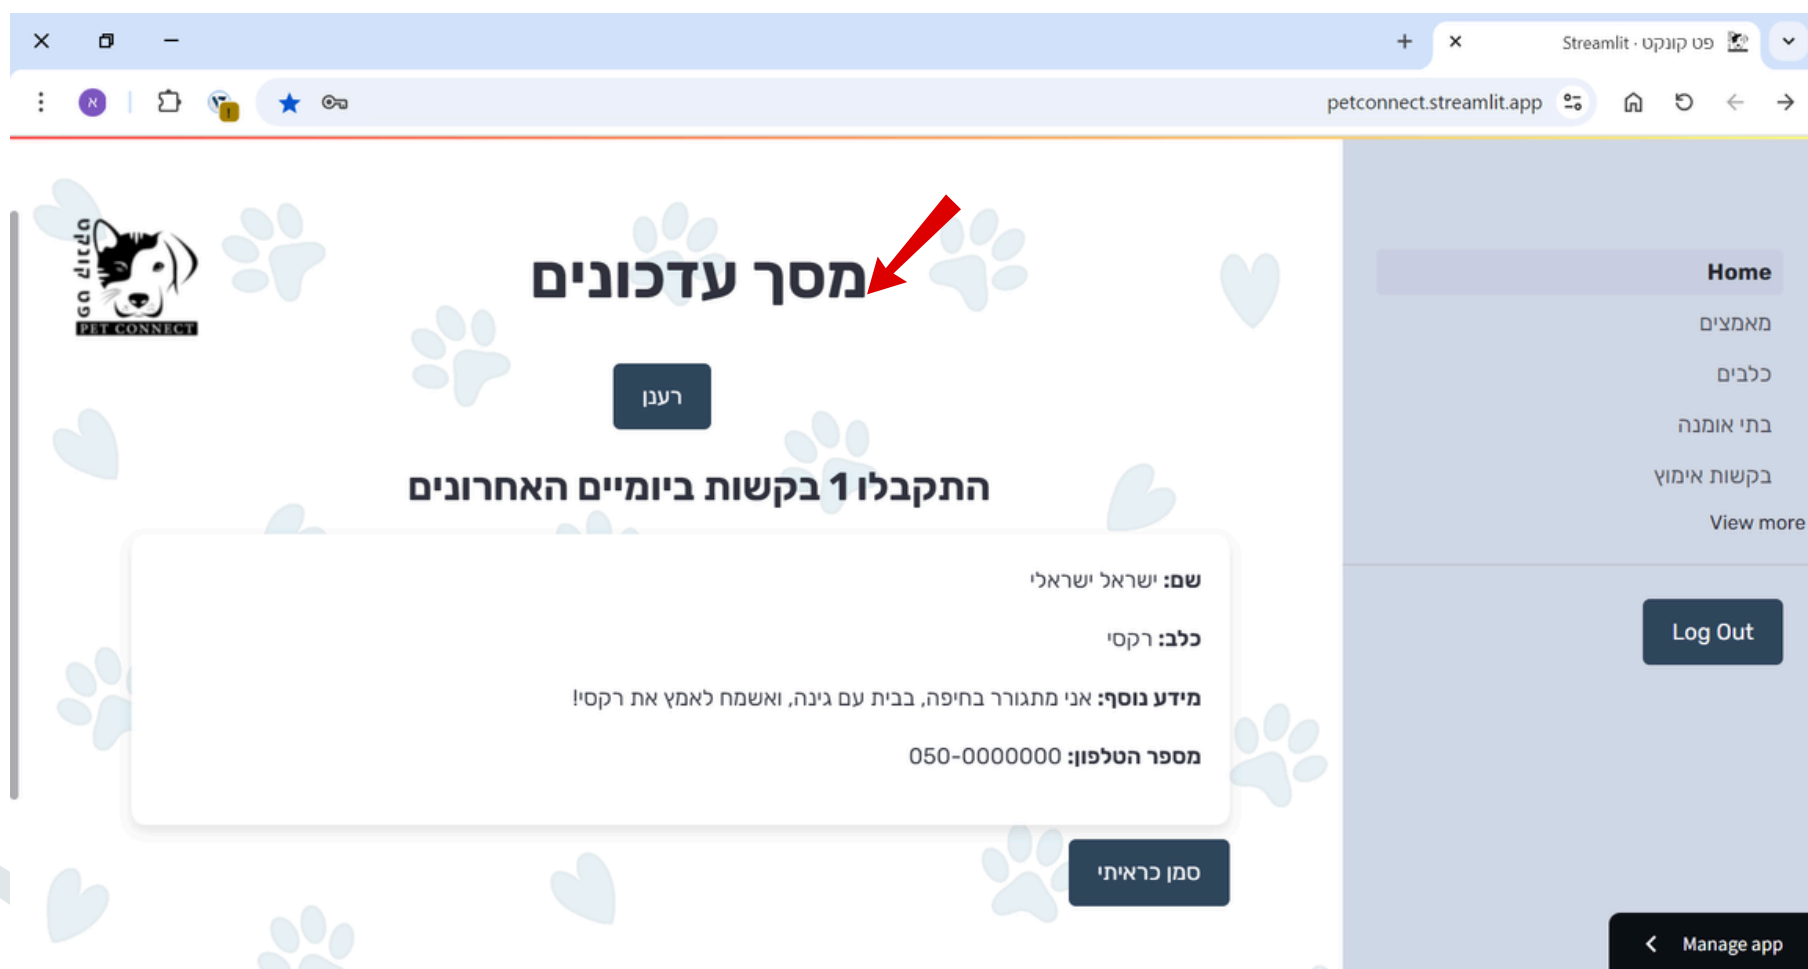 פט קונקט · Streamlit
petconnect.streamlit.app
א
פט קונקט
PET CONNECT
מסך עדכונים
רענן
התקבלו 1 בקשות ביומיים האחרונים
שם: ישראל ישראלי
כלב: רקסי
מידע נוסף: אני מתגורר בחיפה, בבית עם גינה, ואשמח לאמץ את רקסי!
מספר הטלפון: 050-0000000
סמן כראיתי
Home
מאמצים
כלבים
בתי אומנה
בקשות אימוץ
View more
Log Out
Manage app